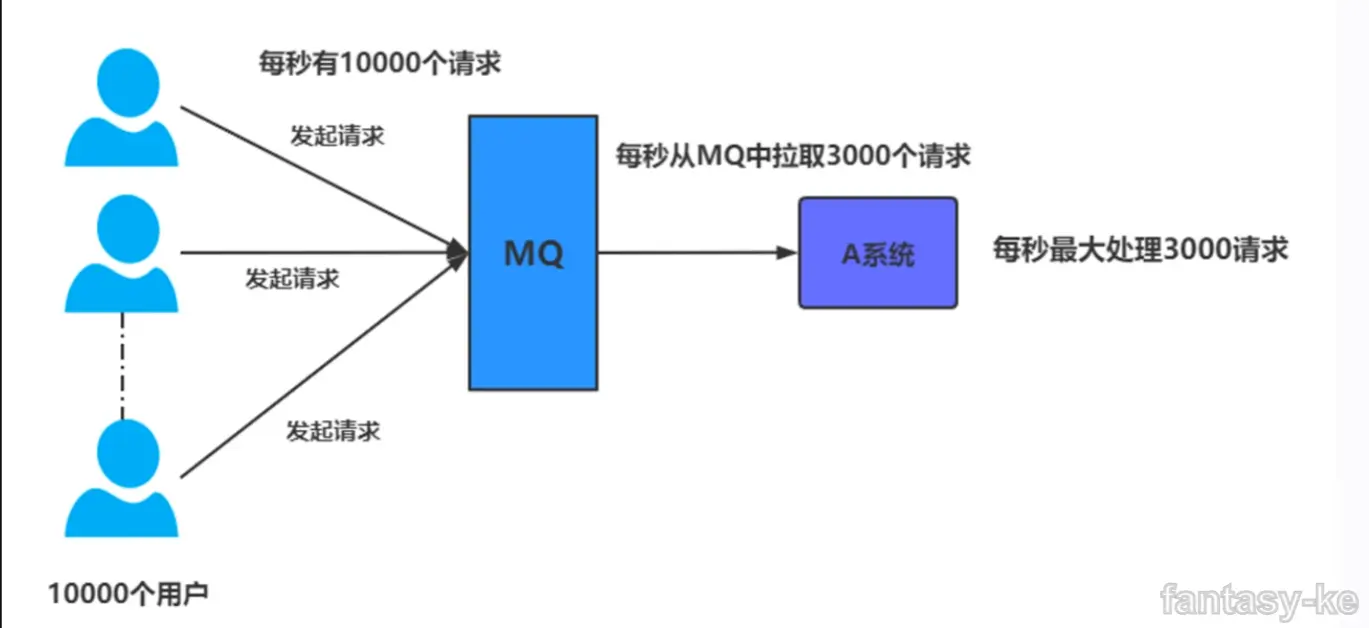 每秒有10000个请求
发起请求
每秒从MQ中拉取3000个请求
MQ
A系统
每秒最大处理3000请求
发起请求
发起请求
10000个用户
fantasy-ke